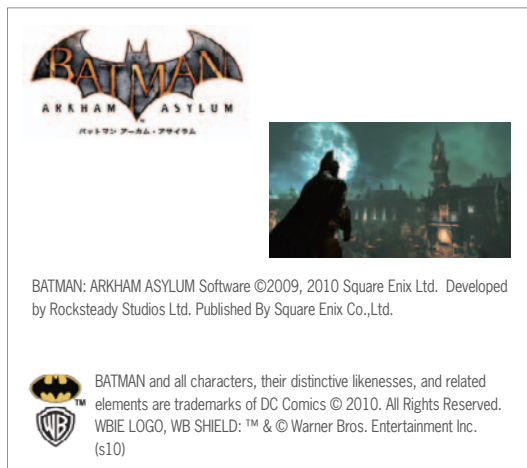 BATMAN
ARKHAM ASYLUM
バットマン アーカム・アサイラム
BATMAN: ARKHAM ASYLUM Software ©2009, 2010 Square Enix Ltd. Developed
by Rocksteady Studios Ltd. Published By Square Enix Co.,Ltd.
BATMAN and all characters, their distinctive likenesses, and related
elements are trademarks of DC Comics © 2010. All Rights Reserved.
WBIE LOGO, WB SHIELD: ™ & © Warner Bros. Entertainment Inc.
(s10)
TM
WB